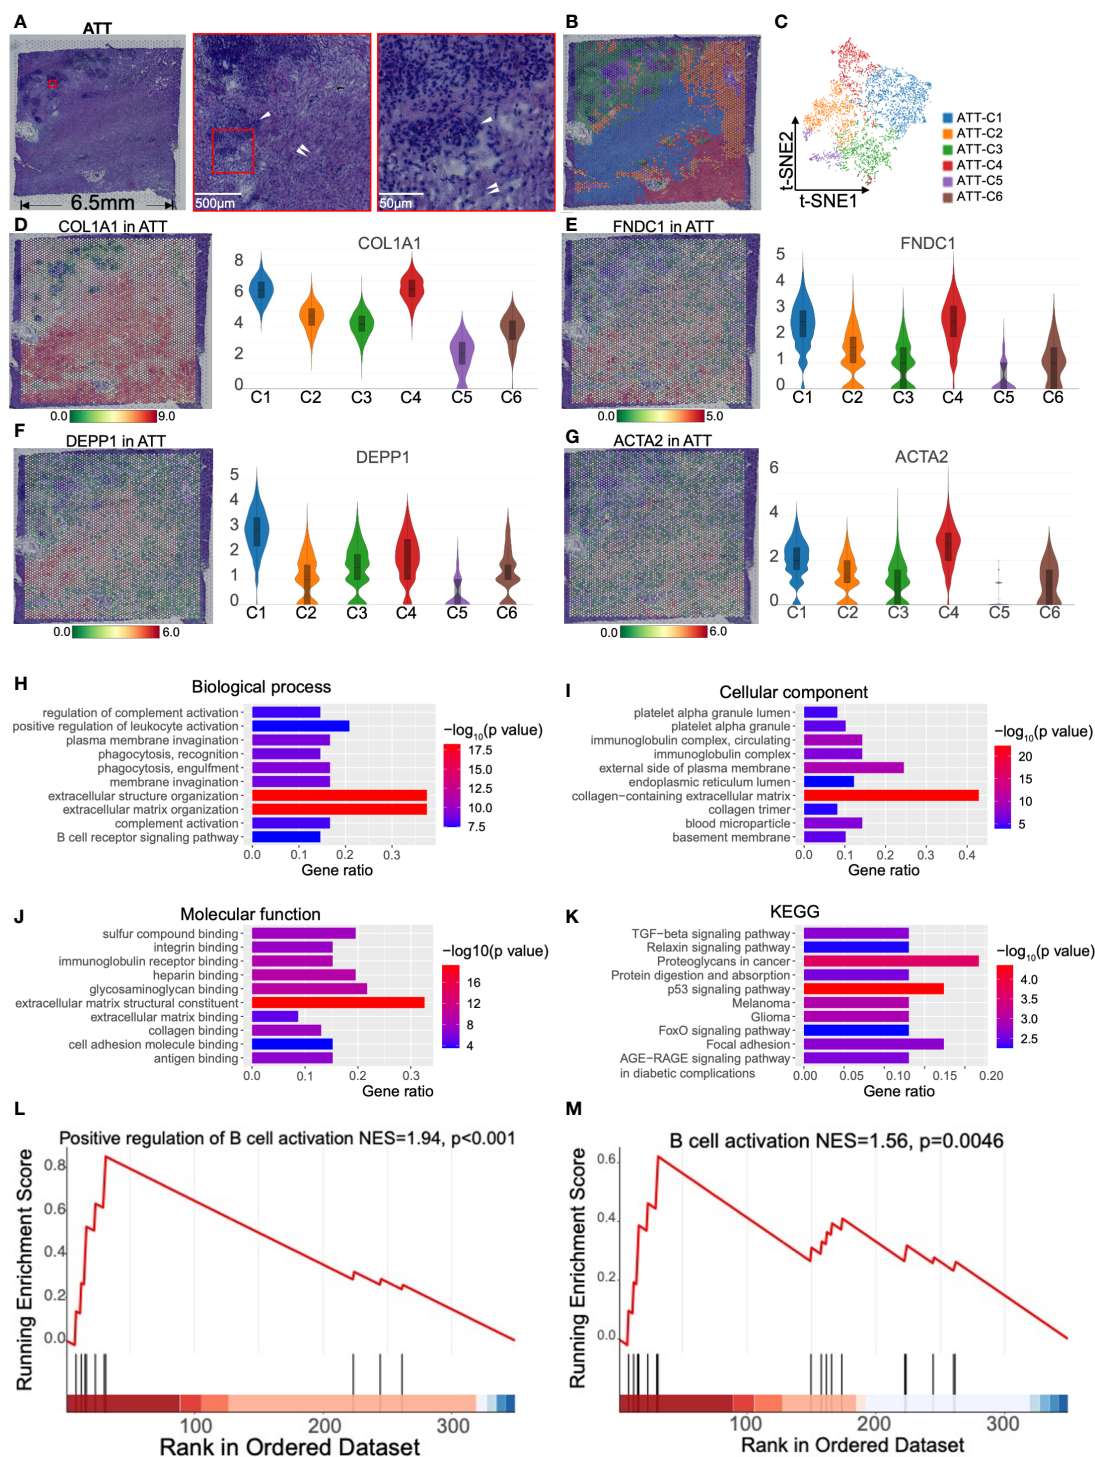 A
ATT
6.5mm
500μm
50μm
B
C
t-SNE2
t-SNE1
ATT-C1
ATT-C2
ATT-C3
ATT-C4
ATT-C5
ATT-C6
D
COL1A1 in ATT
0.0 9.0
COL1A1
8
6
4
2
0
C1 C2 C3 C4 C5 C6
E
FNDC1 in ATT
0.0 5.0
FNDC1
5
4
3
2
1
0
C1 C2 C3 C4 C5 C6
F
DEPP1 in ATT
0.0 6.0
DEPP1
5
4
3
2
1
0
C1 C2 C3 C4 C5 C6
G
ACTA2 in ATT
0.0 6.0
ACTA2
6
4
2
0
C1 C2 C3 C4 C5 C6
H
Biological process
regulation of complement activation
positive regulation of leukocyte activation
plasma membrane invagination
phagocytosis, recognition
phagocytosis, engulfment
membrane invagination
extracellular structure organization
extracellular matrix organization
complement activation
B cell receptor signaling pathway
0.0 0.1 0.2 0.3
Gene ratio
−log10(p value)
17.5
15.0
12.5
10.0
7.5
I
Cellular component
platelet alpha granule lumen
platelet alpha granule
immunoglobulin complex, circulating
immunoglobulin complex
external side of plasma membrane
endoplasmic reticulum lumen
collagen−containing extracellular matrix
collagen trimer
blood microparticle
basement membrane
0.0 0.1 0.2 0.3 0.4
Gene ratio
−log10(p value)
20
15
10
5
J
Molecular function
sulfur compound binding
integrin binding
immunoglobulin receptor binding
heparin binding
glycosaminoglycan binding
extracellular matrix structural constituent
extracellular matrix binding
collagen binding
cell adhesion molecule binding
antigen binding
0.0 0.1 0.2 0.3
Gene ratio
−log10(p value)
16
12
8
4
K
KEGG
TGF-beta signaling pathway
Relaxin signaling pathway
Proteoglycans in cancer
Protein digestion and absorption
p53 signaling pathway
Melanoma
Glioma
FoxO signaling pathway
Focal adhesion
AGE−RAGE signaling pathway
in diabetic complications
0.00 0.05 0.10 0.15 0.20
Gene ratio
−log10(p value)
4.0
3.5
3.0
2.5
L
Positive regulation of B cell activation NES=1.94, p<0.001
Running Enrichment Score
0.8
0.6
0.4
0.2
0.0
100 200 300
Rank in Ordered Dataset
M
B cell activation NES=1.56, p=0.0046
Running Enrichment Score
0.6
0.4
0.2
0.0
100 200 300
Rank in Ordered Dataset